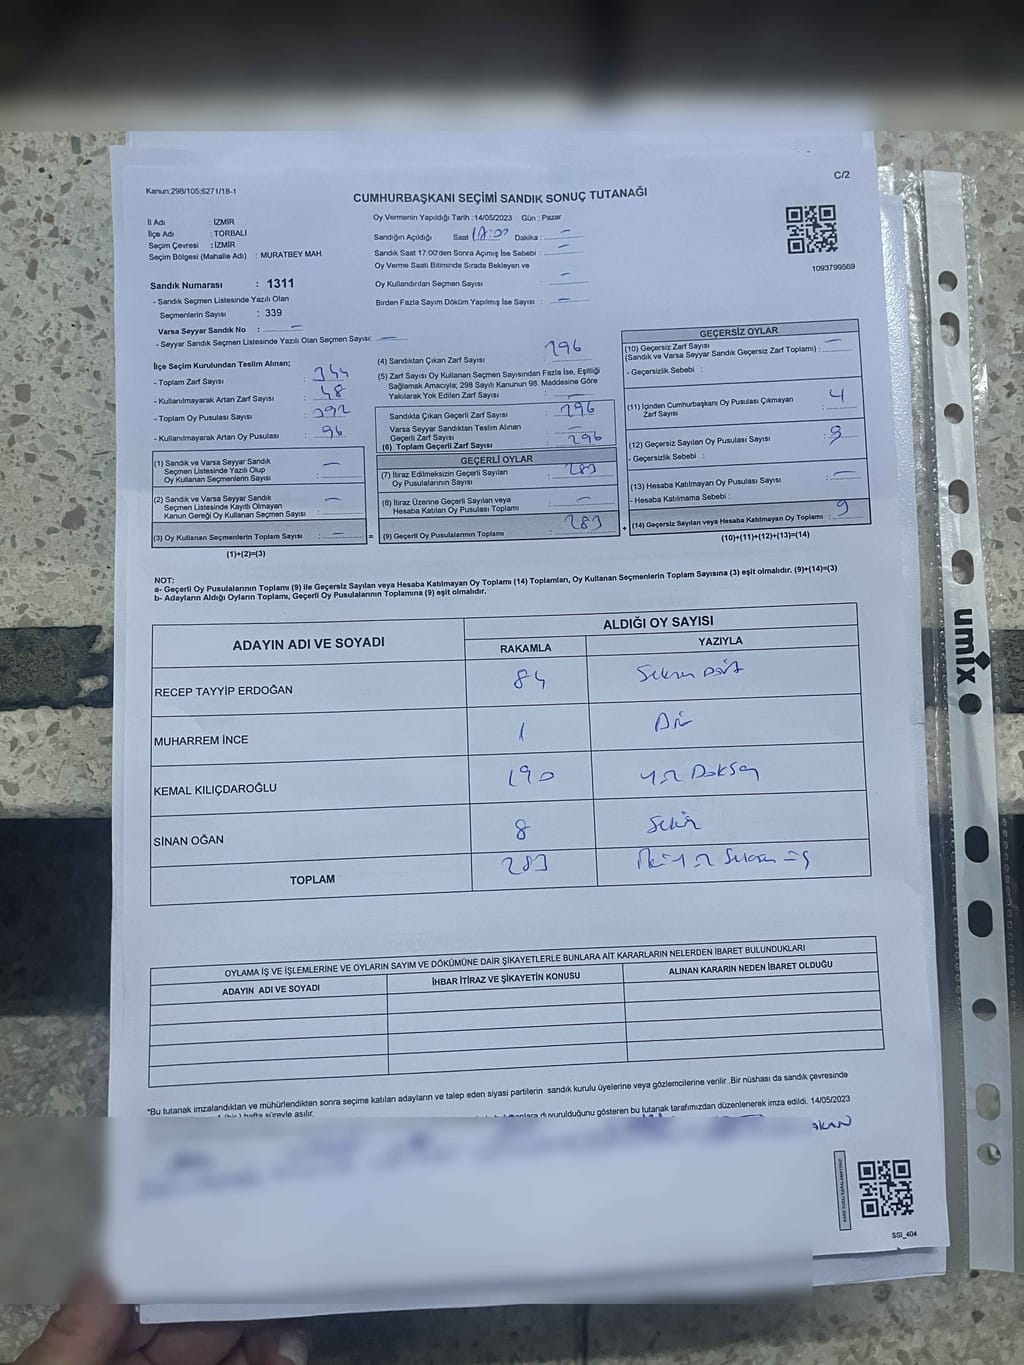 Kanun;298/105;6271/18-1
C/2
CUMHURBAŞKANI SEÇİMİ SANDIK SONUÇ TUTANAĞI
İl Adı : İZMİR
İlçe Adı : TORBALI
Seçim Çevresi : İZMİR
Seçim Bölgesi (Mahalle Adı) : MURATBEY MAH.
Oy Vermenin Yapıldığı Tarih :14/05/2023 Gün : Pazar
Sandığın Açıldığı Saat Dakika : —
Sandık Saat 17:00'den Sonra Açımış İse Sebebi : —
Oy Verme Saati Bitiminde Sırada Bekleyen ve
Oy Kullandırılan Seçmen Sayısı : —
Birden Fazla Sayım Döküm Yapılmış İse Sayısı : —
1093799569
Sandık Numarası : 1311
- Sandık Seçmen Listesinde Yazılı Olan
Seçmenlerin Sayısı : 339
Varsa Seyyar Sandık No : —
- Seyyar Sandık Seçmen Listesinde Yazılı Olan Seçmen Sayısı: —
İlçe Seçim Kurulundan Teslim Alınan;
- Toplam Zarf Sayısı : 344
- Kullanılmayarak Artan Zarf Sayısı : 48
- Toplam Oy Pusulası Sayısı : 392
- Kullanılmayarak Artan Oy Pusulası : 96
(1) Sandık ve Varsa Seyyar Sandık
Seçmen Listesinde Yazılı Olup
Oy Kullanan Seçmenlerin Sayısı : —
(2) Sandık ve Varsa Seyyar Sandık
Seçmen Listesinde Kayıtlı Olmayan
Kanun Gereği Oy Kullanan Seçmen Sayısı : —
(3) Oy Kullanan Seçmenlerin Toplam Sayısı : —
(1)+(2)=(3)
=
(4) Sandıktan Çıkan Zarf Sayısı : 296
(5) Zarf Sayısı Oy Kullanan Seçmen Sayısından Fazla İse, Eşitliği
Sağlamak Amacıyla; 298 Sayılı Kanunun 98. Maddesine Göre
Yakılarak Yok Edilen Zarf Sayısı : —
Sandıkta Çıkan Geçerli Zarf Sayısı : 296
Varsa Seyyar Sandıktan Teslim Alınan
Geçerli Zarf Sayısı : —
(6) Toplam Geçerli Zarf Sayısı : 296
GEÇERLİ OYLAR
(7) İtiraz Edilmeksizin Geçerli Sayılan
Oy Pusulalarının Sayısı : 283
(8) İtiraz Üzerine Geçerli Sayılan veya
Hesaba Katılan Oy Pusulası Toplamı : —
(9) Geçerli Oy Pusulalarının Toplamı : 283
+
GEÇERSİZ OYLAR
(10) Geçersiz Zarf Sayısı
(Sandık ve Varsa Seyyar Sandık Geçersiz Zarf Toplamı) : —
- Geçersizlik Sebebi :
(11) İçinden Cumhurbaşkanı Oy Pusulası Çıkmayan
Zarf Sayısı : 4
(12) Geçersiz Sayılan Oy Pusulası Sayısı : 9
- Geçersizlik Sebebi :
(13) Hesaba Katılmayan Oy Pusulası Sayısı : —
- Hesaba Katılmama Sebebi :
(14) Geçersiz Sayılan veya Hesaba Katılmayan Oy Toplamı : 9
(10)+(11)+(12)+(13)=(14)
NOT:
a- Geçerli Oy Pusulalarının Toplamı (9) ile Geçersiz Sayılan veya Hesaba Katılmayan Oy Toplamı (14) Toplamları, Oy Kullanan Seçmenlerin Toplam Sayısına (3) eşit olmalıdır. (9)+(14)=(3)
b- Adayların Aldığı Oyların Toplamı, Geçerli Oy Pusulalarının Toplamına (9) eşit olmalıdır.
ADAYIN ADI VE SOYADI
ALDIĞI OY SAYISI
RAKAMLA YAZIYLA
RECEP TAYYİP ERDOĞAN 84 Seksen Dört
MUHARREM İNCE 1 Bir
KEMAL KILIÇDAROĞLU 190 Yüz Doksan
SİNAN OĞAN 8 Sekiz
TOPLAM 283 İki Yüz Seksen Üç
OYLAMA İŞ VE İŞLEMLERİNE VE OYLARIN SAYIM VE DÖKÜMÜNE DAİR ŞİKAYETLERLE BUNLARA AİT KARARLARIN NELERDEN İBARET BULUNDUKLARI
ADAYIN ADI VE SOYADI İHBAR İTİRAZ VE ŞİKAYETİN KONUSU ALINAN KARARIN NEDEN İBARET OLDUĞU
*Bu tutanak imzalandıktan ve mühürlendikten sonra seçime katılan adayların ve talep eden siyasi partilerin sandık kurulu üyelerine veya gözlemcilerine verilir .Bir nüshası da sandık çevresinde
(bir) hafta süreyle asılır.
duyurulduğunu gösteren bu tutanak tarafımızdan düzenlenerek imza edildi. 14/05/2023
SSI_404
umix